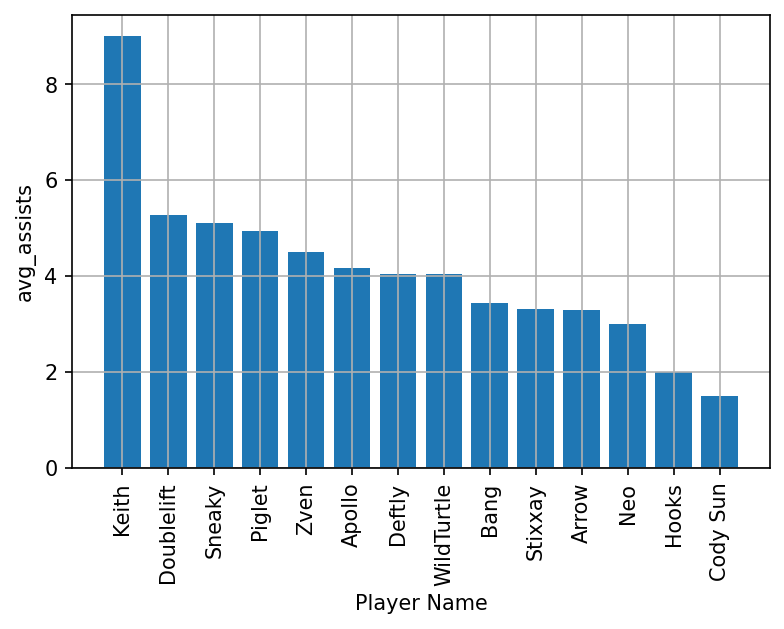 avg_assists
8
6
4
2
0
Keith
Doublelift
Sneaky
Piglet
Zven
Apollo
Deftly
WildTurtle
Bang
Stixxay
Arrow
Neo
Hooks
Cody Sun
Player Name